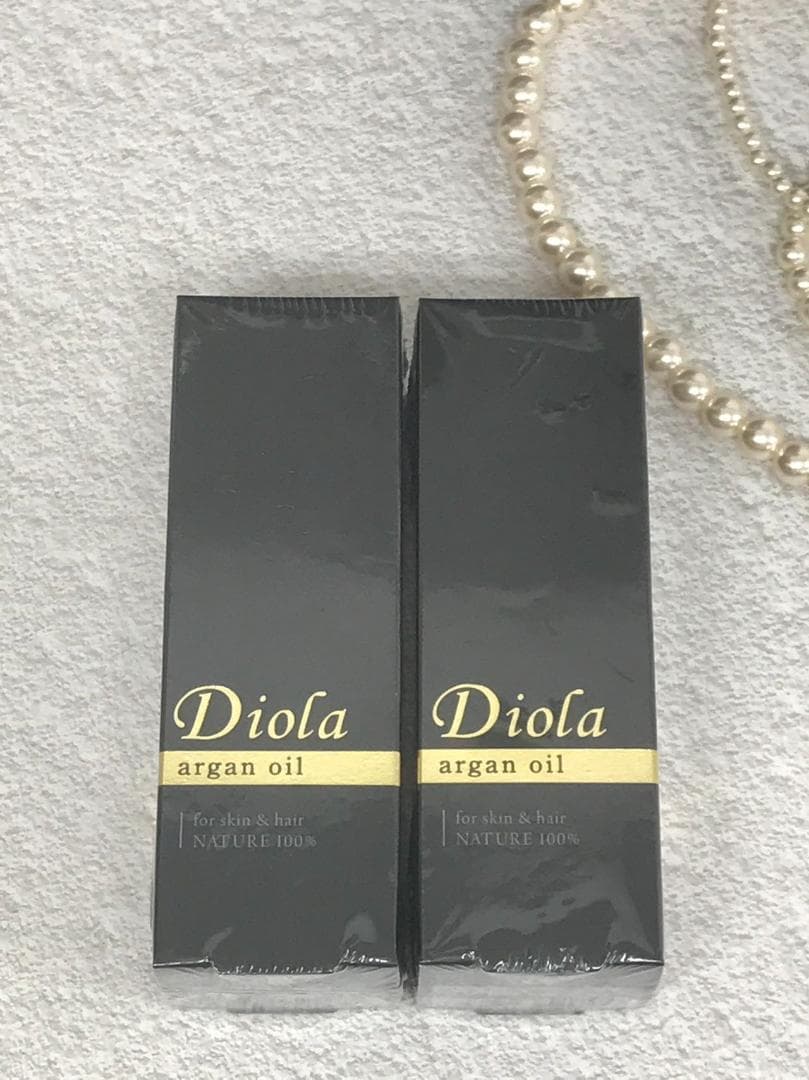 Diola
argan oil
for skin & hair
NATURE 100%
Diola
argan oil
for skin & hair
NATURE 100%